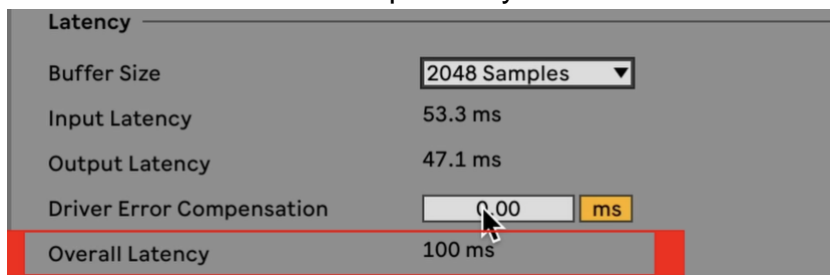 Latency
Buffer Size 2048 Samples
Input Latency 53.3 ms
Output Latency 47.1 ms
Driver Error Compensation 0.00 ms
Overall Latency 100 ms